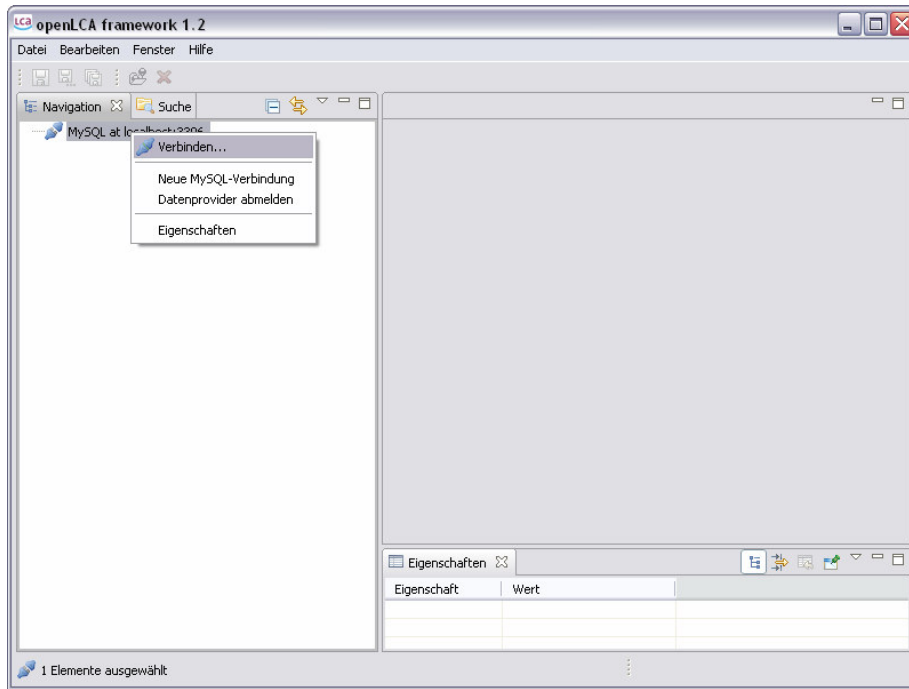 LCA openLCA framework 1.2
Datei Bearbeiten Fenster Hilfe
Navigation Suche
MySQL at localhost:3306
Verbinden...
Neue MySQL-Verbindung
Datenprovider abmelden
Eigenschaften
Eigenschaften
Eigenschaft Wert
1 Elemente ausgewählt